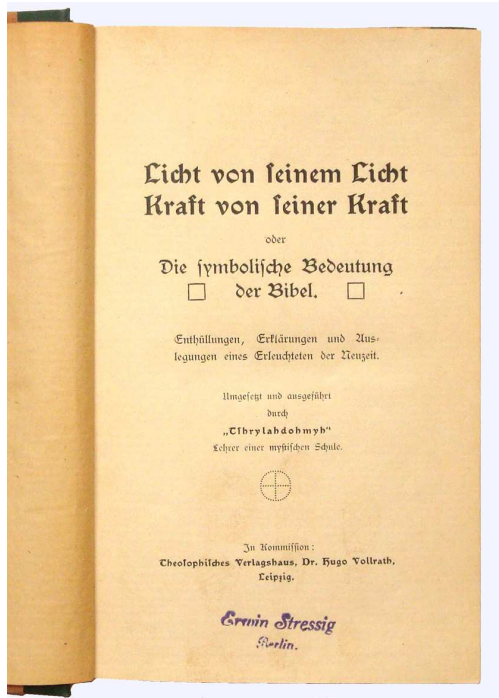 Licht von seinem Licht
Kraft von seiner Kraft
oder
Die symbolische Bedeutung
der Bibel.
Enthüllungen, Erklärungen und Aus-
legungen eines Erleuchteten der Neuzeit.
Umgesetzt und ausgeführt
durch
„Tihrylahdohmyh“
Lehrer einer mystischen Schule.
In Kommission:
Theosophisches Verlagshaus, Dr. Hugo Vollrath,
Leipzig.
Erwin Stressig
Berlin.